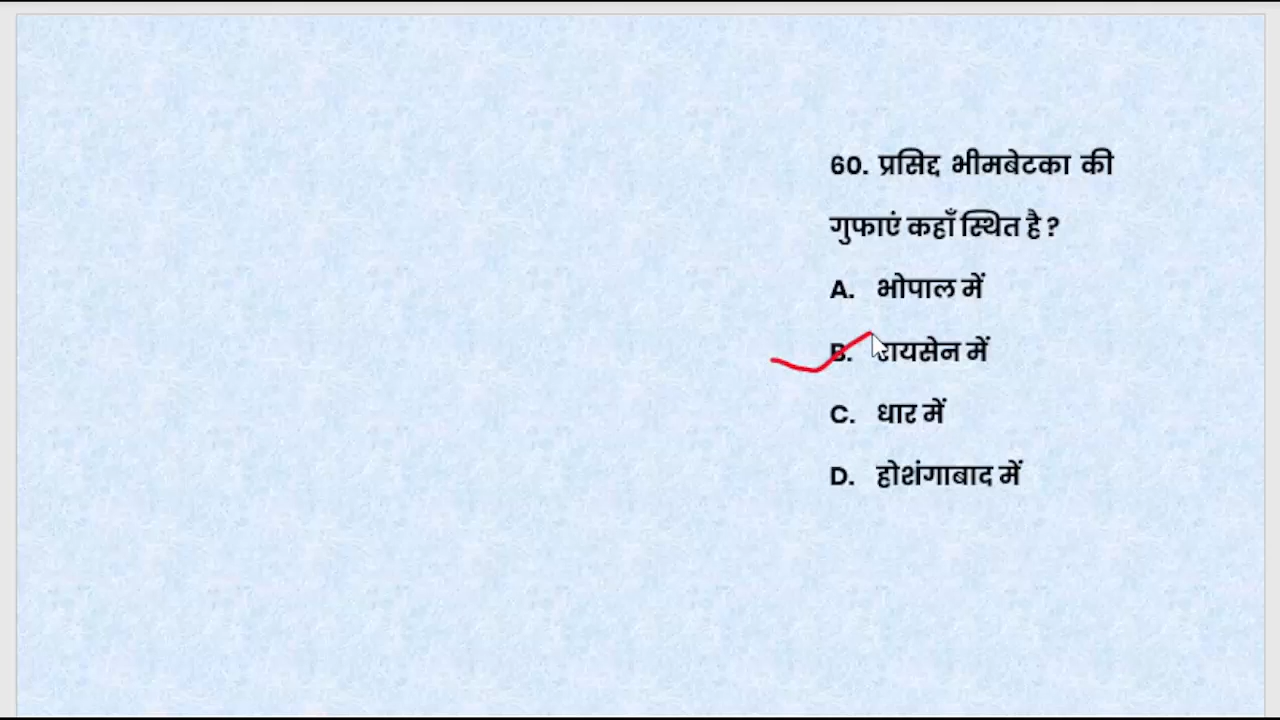 60. प्रसिद्द भीमबेटका की
गुफाएं कहाँ स्थित है ?
A. भोपाल में
B. रायसेन में
C. धार में
D. होशंगाबाद में